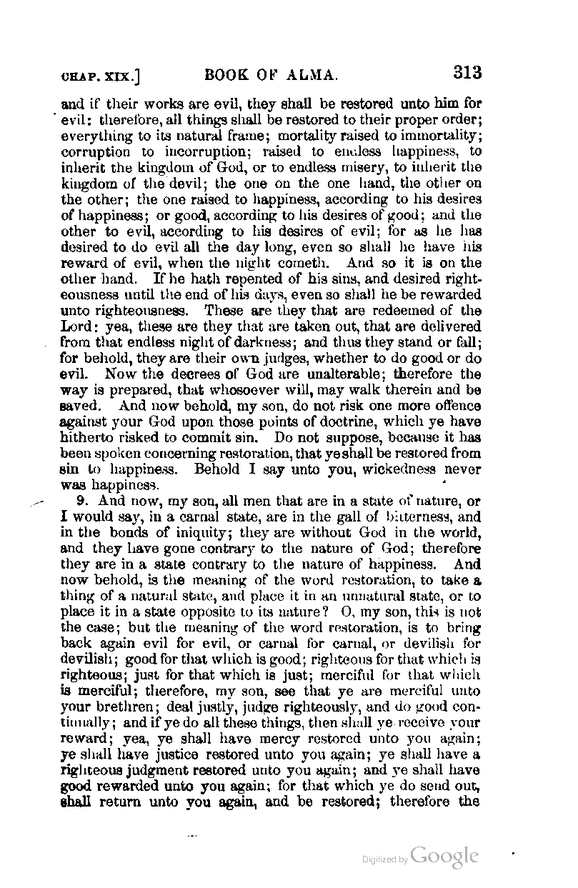 CHAP. XIX.] BOOK OF ALMA. 313
and if their works are evil, they shall be restored unto him for
evil: therefore, all things shall be restored to their proper order;
everything to its natural frame; mortality raised to immortality;
corruption to incorruption; raised to endless happiness, to
inherit the kingdom of God, or to endless misery, to inherit the
kingdom of the devil; the one on the one hand, the other on
the other; the one raised to happiness, according to his desires
of happiness; or good, according to his desires of good; and the
other to evil, according to his desires of evil; for as he has
desired to do evil all the day long, even so shall he have his
reward of evil, when the night cometh. And so it is on the
other hand. If he hath repented of his sins, and desired right-
eousness until the end of his days, even so shall he be rewarded
unto righteousness. These are they that are redeemed of the
Lord: yea, these are they that are taken out, that are delivered
from that endless night of darkness; and thus they stand or fall;
for behold, they are their own judges, whether to do good or do
evil. Now the decrees of God are unalterable; therefore the
way is prepared, that whosoever will, may walk therein and be
saved. And now behold, my son, do not risk one more offence
against your God upon those points of doctrine, which ye have
hitherto risked to commit sin. Do not suppose, because it has
been spoken concerning restoration, that ye shall be restored from
sin to happiness. Behold I say unto you, wickedness never
was happiness.
9. And now, my son, all men that are in a state of nature, or
I would say, in a carnal state, are in the gall of bitterness, and
in the bonds of iniquity; they are without God in the world,
and they have gone contrary to the nature of God; therefore
they are in a state contrary to the nature of happiness. And
now behold, is the meaning of the word restoration, to take a
thing of a natural state, and place it in an unnatural state, or to
place it in a state opposite to its nature? O, my son, this is not
the case; but the meaning of the word restoration, is to bring
back again evil for evil, or carnal for carnal, or devilish for
devilish; good for that which is good; righteous for that which is
righteous; just for that which is just; merciful for that which
is merciful; therefore, my son, see that ye are merciful unto
your brethren; deal justly, judge righteously, and do good con-
tinually; and if ye do all these things, then shall ye receive your
reward; yea, ye shall have mercy restored unto you again;
ye shall have justice restored unto you again; ye shall have a
righteous judgment restored unto you again; and ye shall have
good rewarded unto you again; for that which ye do send out,
shall return unto you again, and be restored; therefore the
Digitized by Google